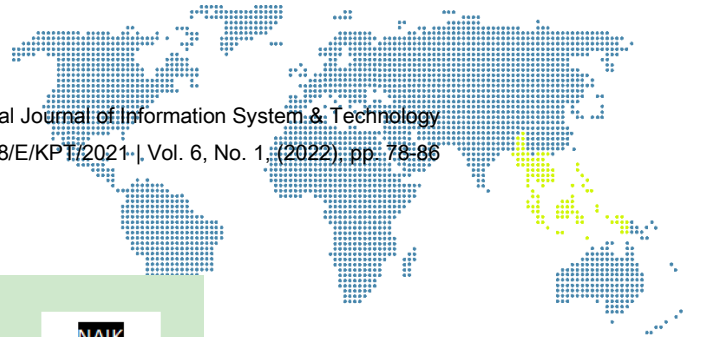 al Journal of Information System & Technology
8/E/KPT/2021 | Vol. 6, No. 1, (2022), pp. 78-86
NAIK